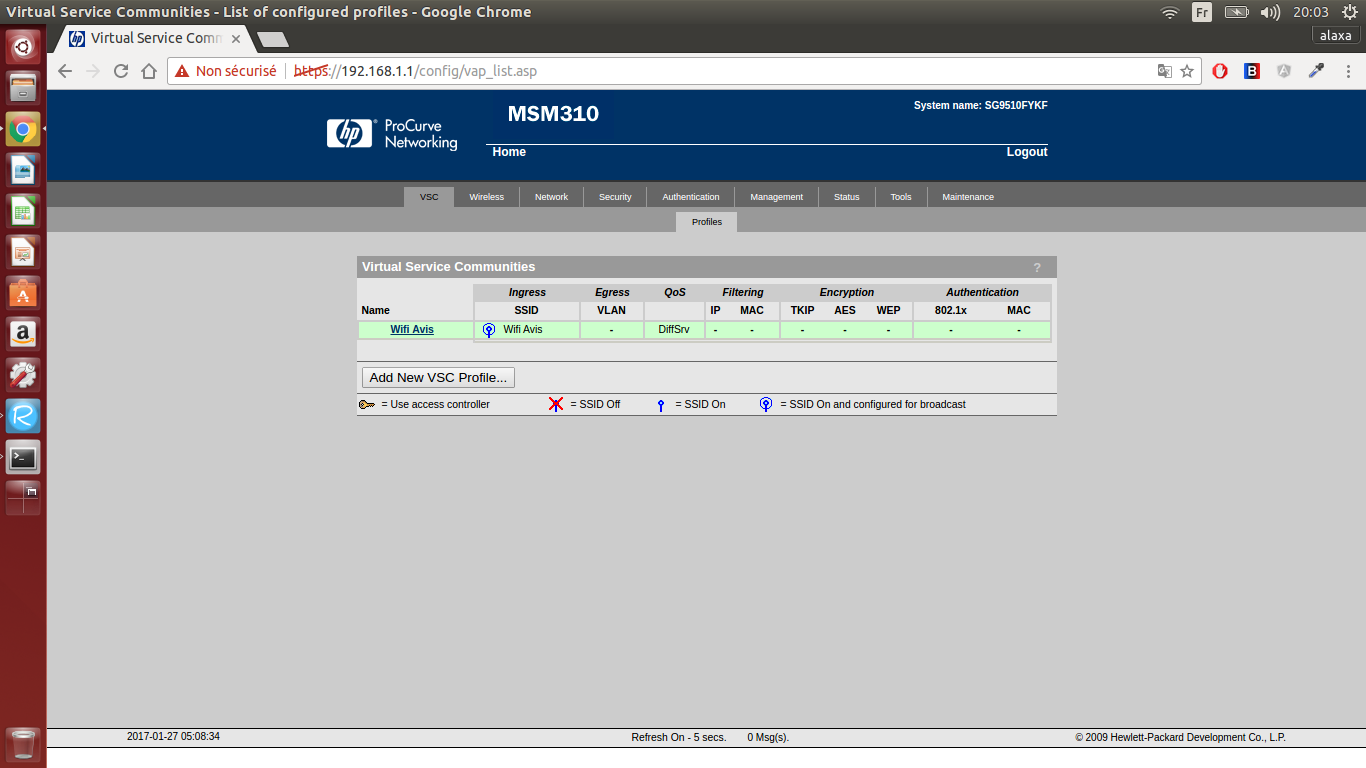 Virtual Service Communities - List of configured profiles - Google Chrome
Fr
20:03
Virtual Service Comm
alaxa
Non sécurisé
https://192.168.1.1/config/vap_list.asp
B
hp
ProCurve
Networking
MSM310
System name: SG9510FYKF
Home
Logout
VSC
Wireless
Network
Security
Authentication
Management
Status
Tools
Maintenance
Profiles
Virtual Service Communities
?
Ingress Egress QoS Filtering Encryption Authentication
Name SSID VLAN IP MAC TKIP AES WEP 802.1x MAC
Wifi Avis Wifi Avis - DiffSrv - - - - - - -
Add New VSC Profile...
= Use access controller = SSID Off = SSID On = SSID On and configured for broadcast
2017-01-27 05:08:34
Refresh On - 5 secs. 0 Msg(s).
© 2009 Hewlett-Packard Development Co., L.P.